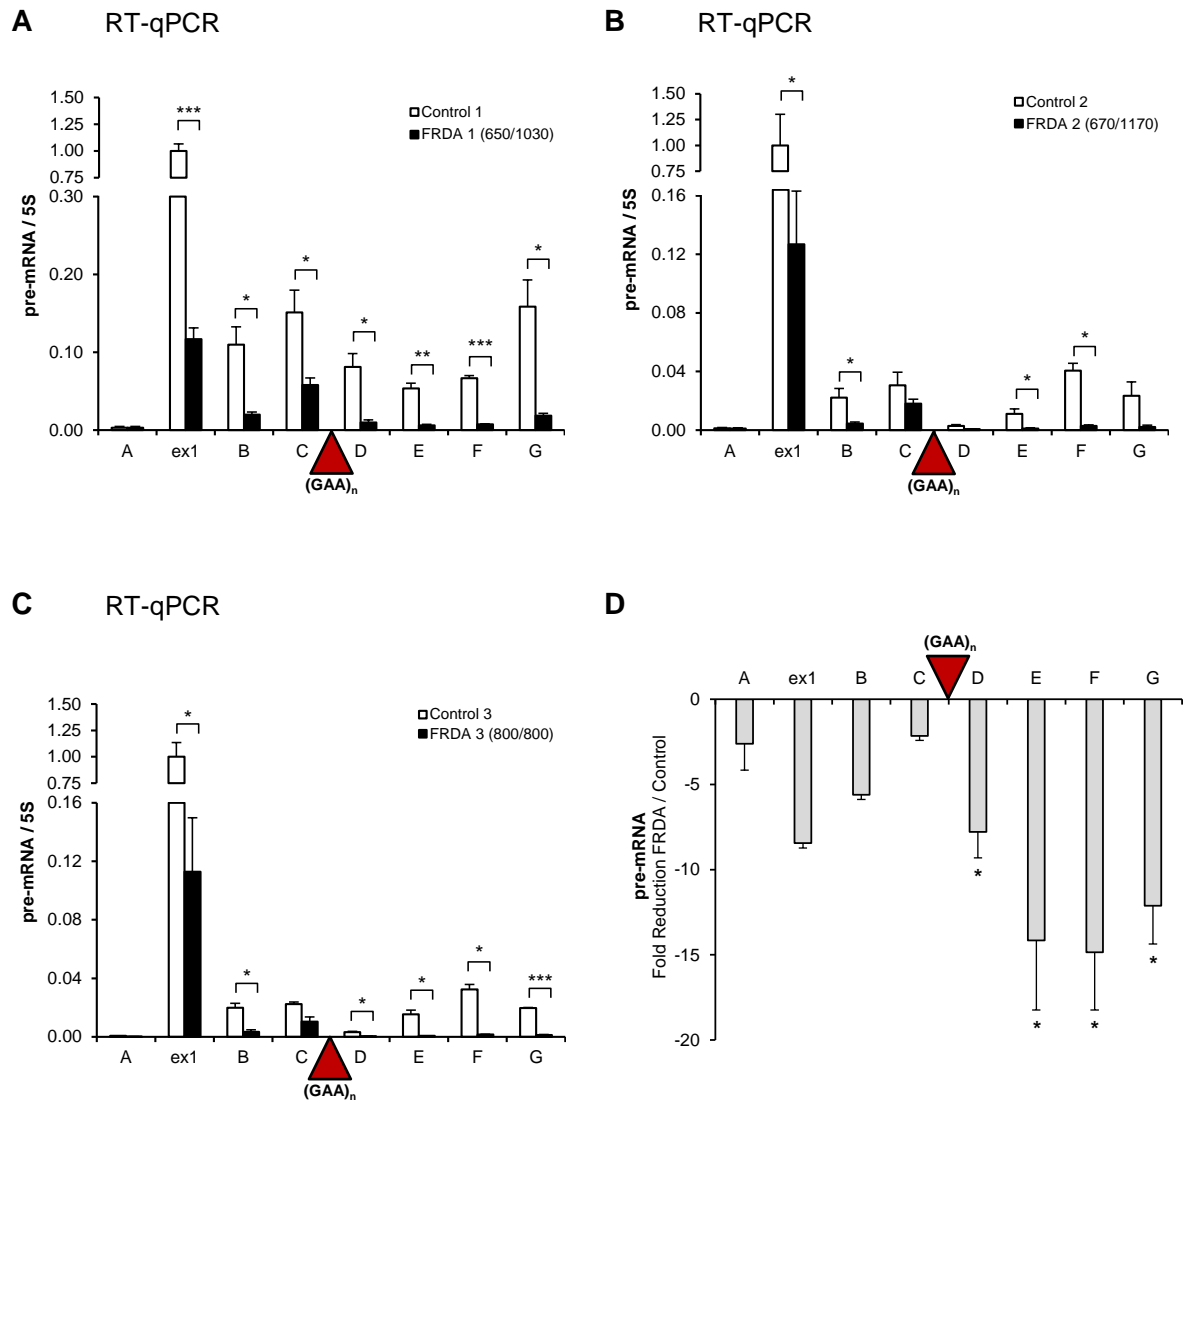 A RT-qPCR
1.50
1.25
1.00
0.75
0.30
0.20
0.10
0.00
pre-mRNA / 5S
Control 1
FRDA 1 (650/1030)
*** * * * ** *** *
A ex1 B C D E F G
(GAA)n
B RT-qPCR
1.50
1.25
1.00
0.75
0.16
0.12
0.08
0.04
0.00
pre-mRNA / 5S
Control 2
FRDA 2 (670/1170)
* * * *
A ex1 B C D E F G
(GAA)n
C RT-qPCR
1.50
1.25
1.00
0.75
0.16
0.12
0.08
0.04
0.00
pre-mRNA / 5S
Control 3
FRDA 3 (800/800)
* * * * * ***
A ex1 B C D E F G
(GAA)n
D
(GAA)n
A ex1 B C D E F G
0
-5
-10
-15
-20
pre-mRNA
Fold Reduction FRDA / Control
* * * *